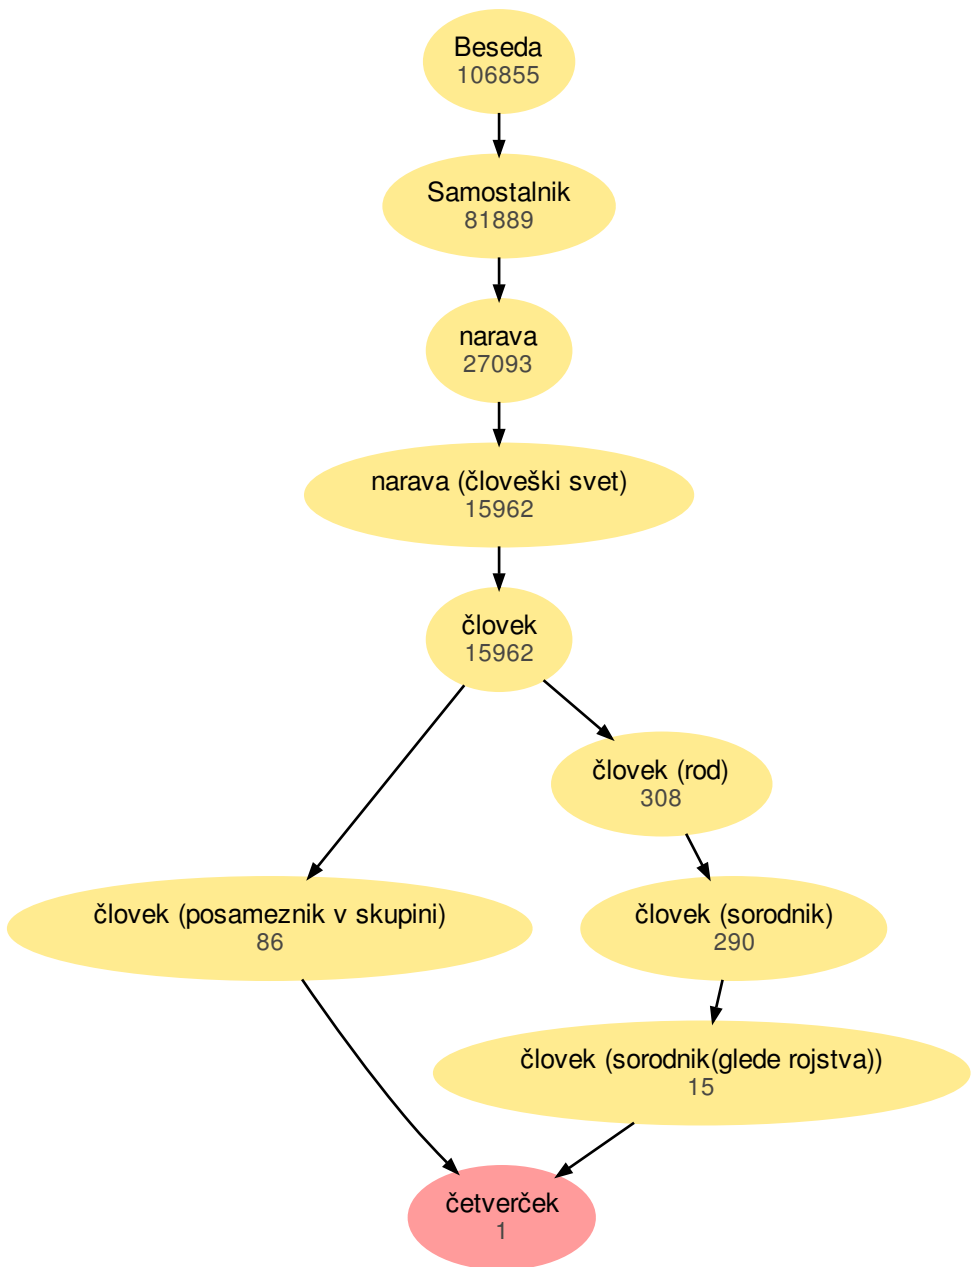 Beseda
106855
Samostalnik
81889
narava
27093
narava (človeški svet)
15962
človek
15962
človek (rod)
308
človek (posameznik v skupini)
86
človek (sorodnik)
290
človek (sorodnik(glede rojstva))
15
četverček
1